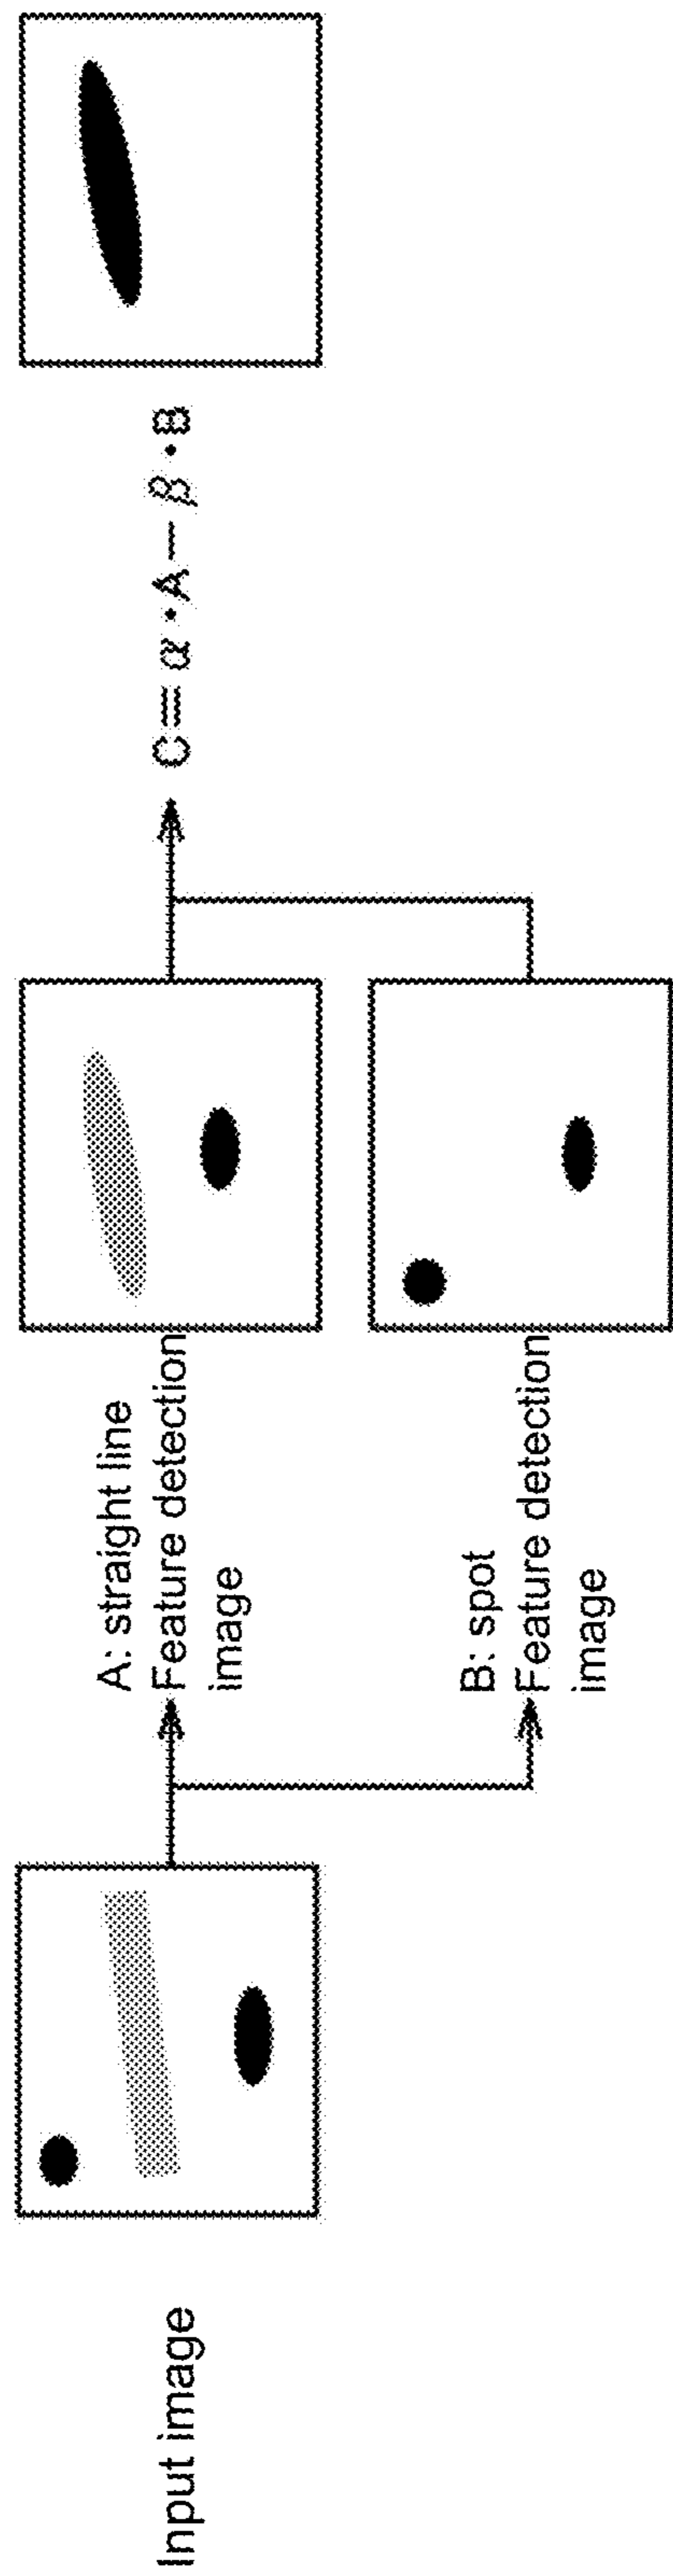 Input image
A: straight line
Feature detection
image
B: spot
Feature detection
image
C=α·A−β·B